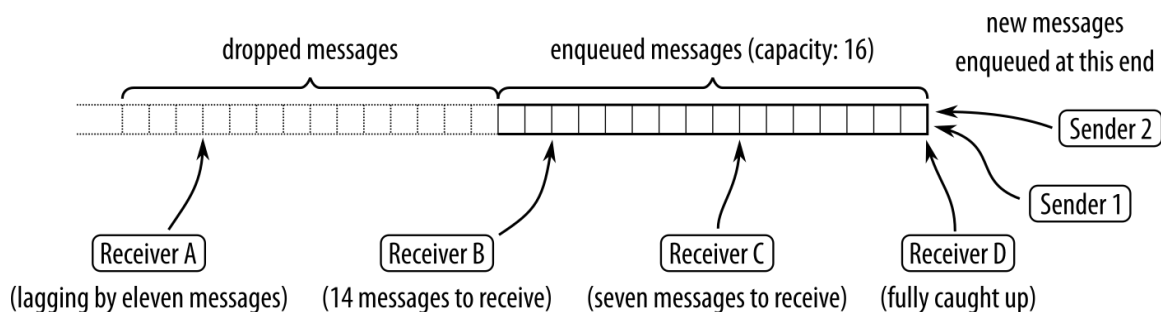 new messages
dropped messages
enqueued messages (capacity: 16)
enqueued at this end
Sender 2
Sender 1
Receiver A
Receiver B
Receiver C
Receiver D
(lagging by eleven messages)
(14 messages to receive)
(seven messages to receive)
(fully caught up)